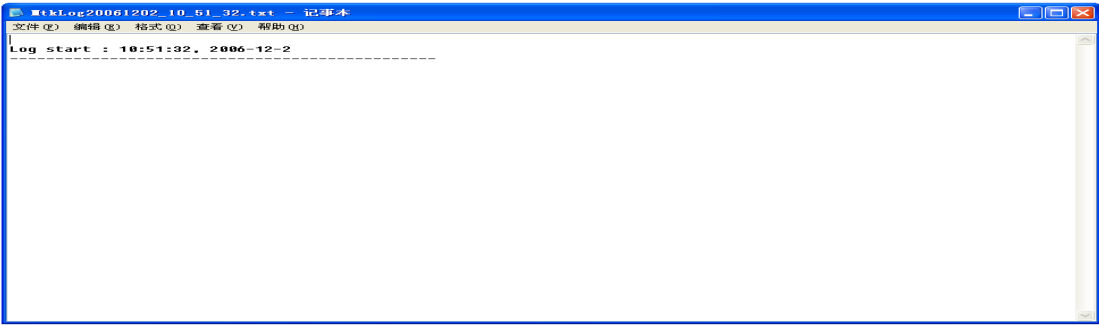 MtkLog20061202_10_51_32.txt - 记事本
文件(F) 编辑(E) 格式(O) 查看(V) 帮助(H)
Log start : 10:51:32, 2006-12-2
-----------------------------------------------